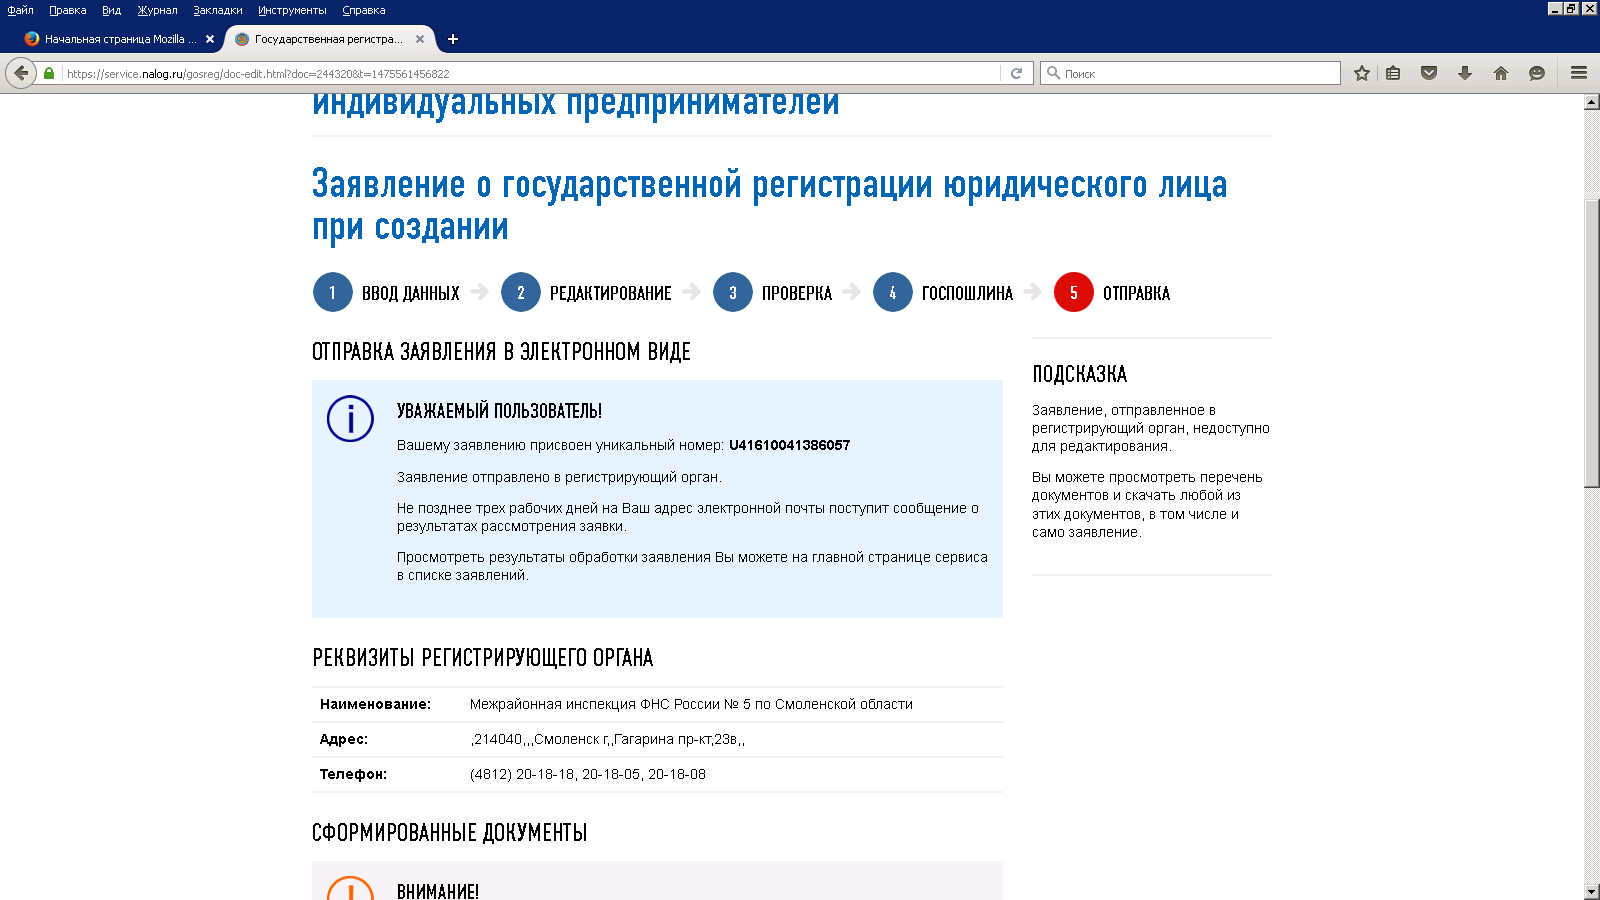 Файл Правка Вид Журнал Закладки Инструменты Справка
Начальная страница Mozilla ... Государственная регистра...
https://service.nalog.ru/gosreg/doc-edit.html?doc=244320&t=1475561456822 Поиск
индивидуальных предпринимателей
Заявление о государственной регистрации юридического лица
при создании
1 ВВОД ДАННЫХ 2 РЕДАКТИРОВАНИЕ 3 ПРОВЕРКА 4 ГОСПОШЛИНА 5 ОТПРАВКА
ОТПРАВКА ЗАЯВЛЕНИЯ В ЭЛЕКТРОННОМ ВИДЕ
УВАЖАЕМЫЙ ПОЛЬЗОВАТЕЛЬ!
Вашему заявлению присвоен уникальный номер: U41610041386057
Заявление отправлено в регистрирующий орган.
Не позднее трех рабочих дней на Ваш адрес электронной почты поступит сообщение о
результатах рассмотрения заявки.
Просмотреть результаты обработки заявления Вы можете на главной странице сервиса
в списке заявлений.
ПОДСКАЗКА
Заявление, отправленное в
регистрирующий орган, недоступно
для редактирования.
Вы можете просмотреть перечень
документов и скачать любой из
этих документов, в том числе и
само заявление.
РЕКВИЗИТЫ РЕГИСТРИРУЮЩЕГО ОРГАНА
Наименование: Межрайонная инспекция ФНС России № 5 по Смоленской области
Адрес: ,214040,,,Смоленск г,,Гагарина пр-кт,23в,,
Телефон: (4812) 20-18-18, 20-18-05, 20-18-08
СФОРМИРОВАННЫЕ ДОКУМЕНТЫ
ВНИМАНИЕ!